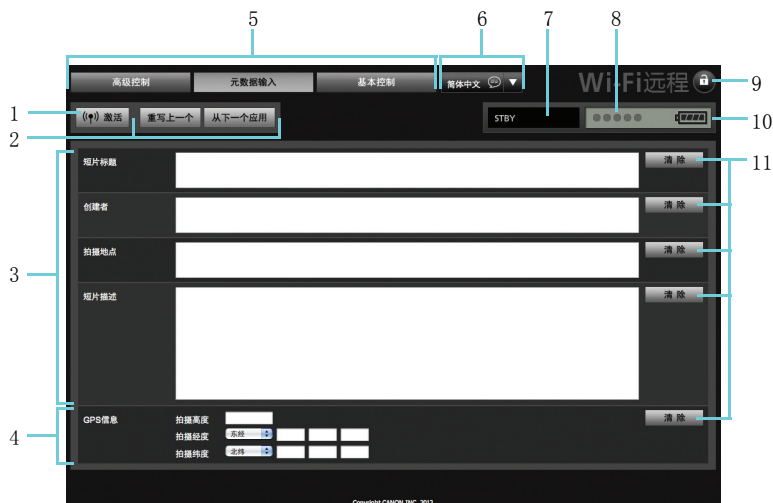 5 6 7 8
高级控制 元数据输入 基本控制 简体中文 Wi-Fi远程 9
1 ((•)) 激活 重写上一个 从下一个应用 STBY 10
2
短片标题 清 除 11
创建者 清 除
拍摄地点 清 除
3
短片描述 清 除
GPS信息 拍摄高度 清 除
4 拍摄经度 东经
拍摄纬度 北纬
Copyright CANON INC. 2012